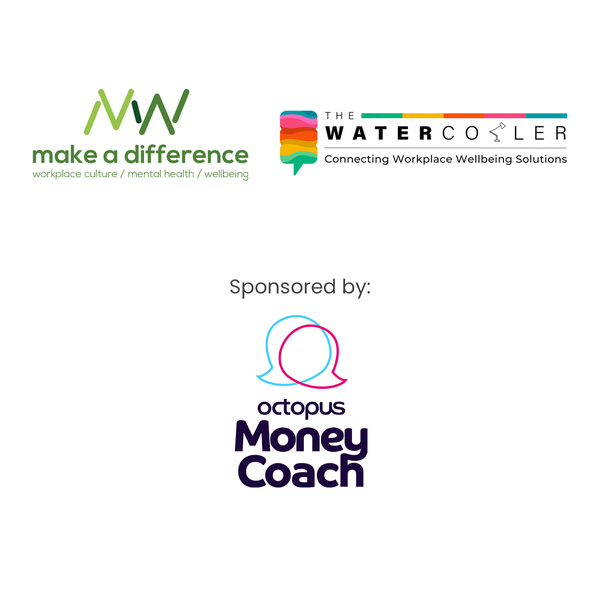 make a difference
workplace culture / mental health / wellbeing
THE
WATERCOOLER
Connecting Workplace Wellbeing Solutions
Sponsored by:
octopus
Money
Coach